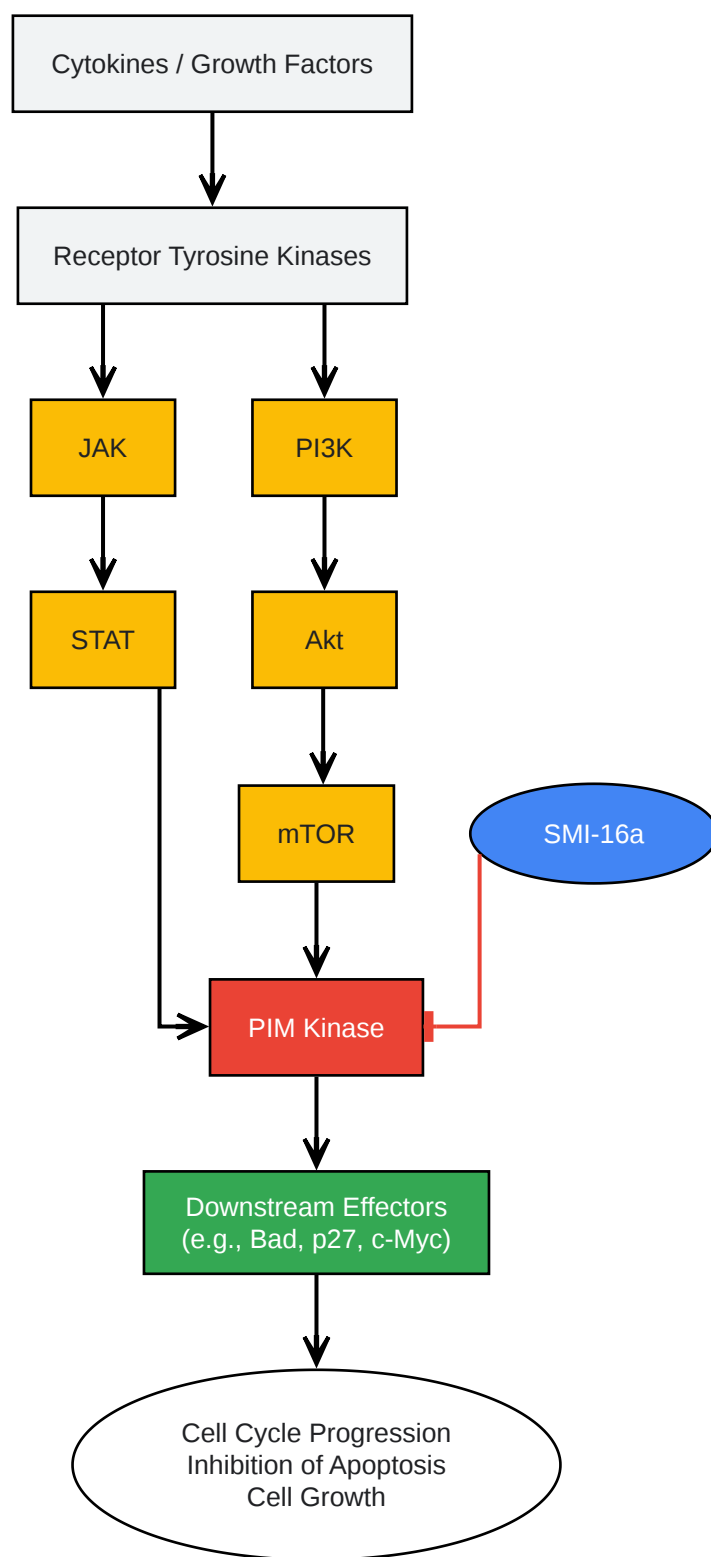 Cytokines / Growth Factors
Receptor Tyrosine Kinases
JAK
PI3K
STAT
Akt
mTOR
SMI-16a
PIM Kinase
Downstream Effectors
(e.g., Bad, p27, c-Myc)
Cell Cycle Progression
Inhibition of Apoptosis
Cell Growth